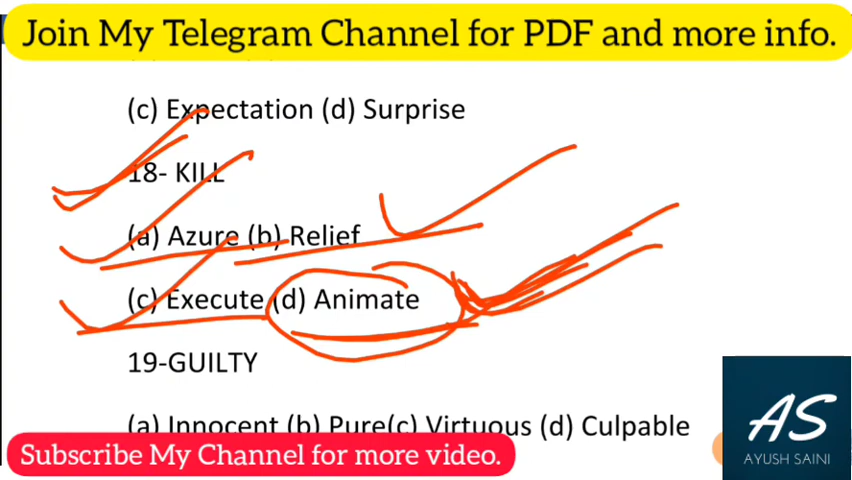 Join My Telegram Channel for PDF and more info.
(c) Expectation (d) Surprise
18- KILL
(a) Azure (b) Relief
(c) Execute (d) Animate
19-GUILTY
(a) Innocent (b) Pure(c) Virtuous (d) Culpable
Subscribe My Channel for more video.
AS
AYUSH SAINI